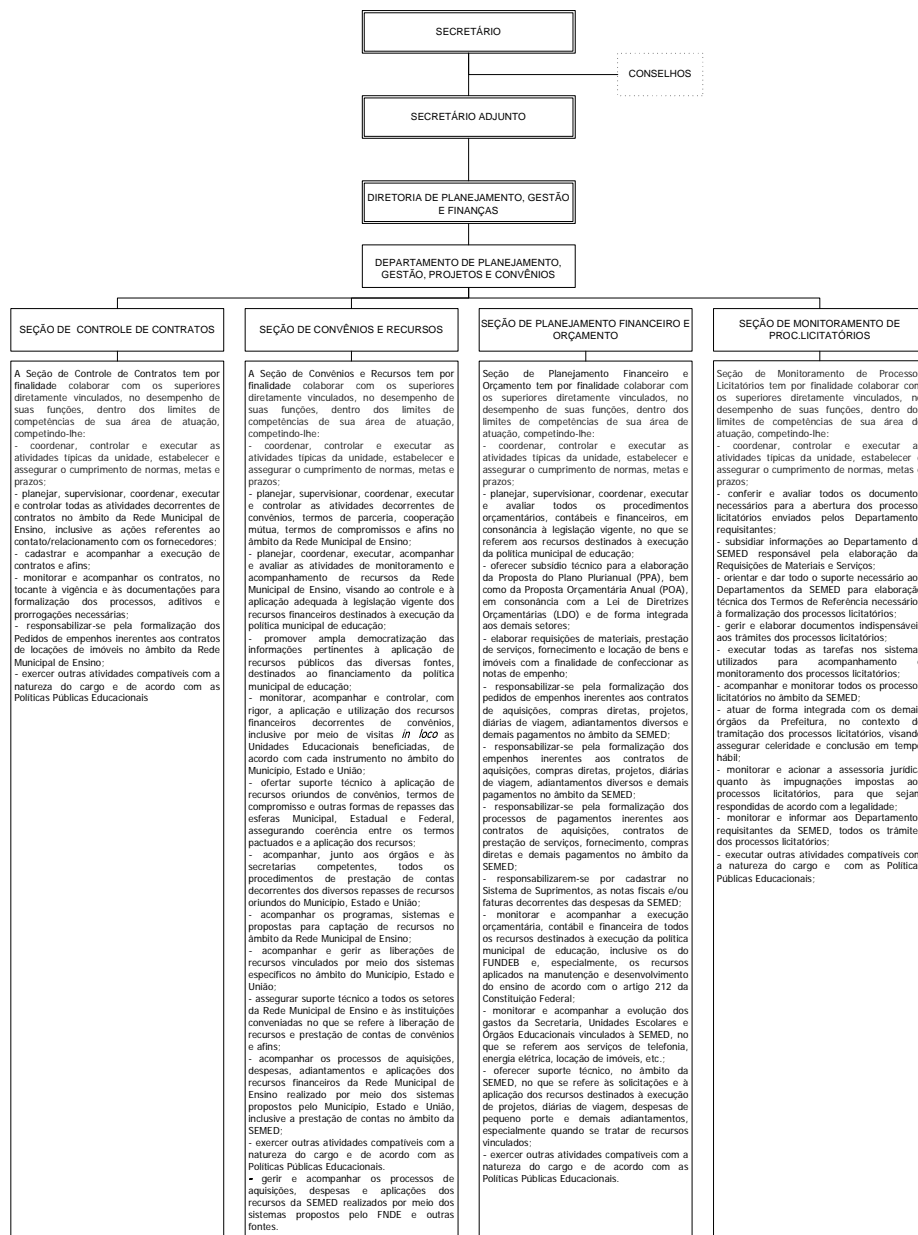 SECRETÁRIO
CONSELHOS
SECRETÁRIO ADJUNTO
DIRETORIA DE PLANEJAMENTO, GESTÃO
E FINANÇAS
DEPARTAMENTO DE PLANEJAMENTO,
GESTÃO, PROJETOS E CONVÊNIOS
SEÇÃO DE CONTROLE DE CONTRATOS
A Seção de Controle de Contratos tem por
finalidade colaborar com os superiores
diretamente vinculados, no desempenho de
suas funções, dentro dos limites de
competências de sua área de atuação,
competindo-lhe:
- coordenar, controlar e executar as
atividades típicas da unidade, estabelecer e
assegurar o cumprimento de normas, metas e
prazos;
- planejar, supervisionar, coordenar, executar
e controlar todas as atividades decorrentes de
contratos no âmbito da Rede Municipal de
Ensino, inclusive as ações referentes ao
contato/relacionamento com os fornecedores;
- cadastrar e acompanhar a execução de
contratos e afins;
- monitorar e acompanhar os contratos, no
tocante à vigência e às documentações para
formalização dos processos, aditivos e
prorrogações necessárias;
- responsabilizar-se pela formalização dos
Pedidos de empenhos inerentes aos contratos
de locações de imóveis no âmbito da Rede
Municipal de Ensino;
- exercer outras atividades compatíveis com a
natureza do cargo e de acordo com as
Políticas Públicas Educacionais
SEÇÃO DE CONVÊNIOS E RECURSOS
A Seção de Convênios e Recursos tem por
finalidade colaborar com os superiores
diretamente vinculados, no desempenho de
suas funções, dentro dos limites de
competências de sua área de atuação,
competindo-lhe:
- coordenar, controlar e executar as
atividades típicas da unidade, estabelecer e
assegurar o cumprimento de normas, metas e
prazos;
- planejar, supervisionar, coordenar, executar
e controlar as atividades decorrentes de
convênios, termos de parceria, cooperação
mútua, termos de compromissos e afins no
âmbito da Rede Municipal de Ensino;
- planejar, coordenar, executar, acompanhar
e avaliar as atividades de monitoramento e
acompanhamento de recursos da Rede
Municipal de Ensino, visando ao controle e à
aplicação adequada à legislação vigente dos
recursos financeiros destinados à execução da
política municipal de educação;
- promover ampla democratização das
informações pertinentes à aplicação de
recursos públicos das diversas fontes,
destinados ao financiamento da política
municipal de educação;
- monitorar, acompanhar e controlar, com
rigor, a aplicação e utilização dos recursos
financeiros decorrentes de convênios,
inclusive por meio de visitas in loco as
Unidades Educacionais beneficiadas, de
acordo com cada instrumento no âmbito do
Município, Estado e União;
- ofertar suporte técnico à aplicação de
recursos oriundos de convênios, termos de
compromisso e outras formas de repasses das
esferas Municipal, Estadual e Federal,
assegurando coerência entre os termos
pactuados e a aplicação dos recursos;
- acompanhar, junto aos órgãos e às
secretarias competentes, todos os
procedimentos de prestação de contas
decorrentes dos diversos repasses de recursos
oriundos do Município, Estado e União;
- acompanhar os programas, sistemas e
propostas para captação de recursos no
âmbito da Rede Municipal de Ensino;
- acompanhar e gerir as liberações de
recursos vinculados por meio dos sistemas
específicos no âmbito do Município, Estado e
União;
- assegurar suporte técnico a todos os setores
da Rede Municipal de Ensino e às instituições
conveniadas no que se refere à liberação de
recursos e prestação de contas de convênios
e afins;
- acompanhar os processos de aquisições,
despesas, adiantamentos e aplicações dos
recursos financeiros da Rede Municipal de
Ensino realizado por meio dos sistemas
propostos pelo Município, Estado e União,
inclusive a prestação de contas no âmbito da
SEMED;
- exercer outras atividades compatíveis com a
natureza do cargo e de acordo com as
Políticas Públicas Educacionais.
- gerir e acompanhar os processos de
aquisições, despesas e aplicações dos
recursos da SEMED realizados por meio dos
sistemas propostos pelo FNDE e outras
fontes.
SEÇÃO DE PLANEJAMENTO FINANCEIRO E
ORÇAMENTO
Seção de Planejamento Financeiro e
Orçamento tem por finalidade colaborar com
os superiores diretamente vinculados, no
desempenho de suas funções, dentro dos
limites de competências de sua área de
atuação, competindo-lhe:
- coordenar, controlar e executar as
atividades típicas da unidade, estabelecer e
assegurar o cumprimento de normas, metas e
prazos;
- planejar, supervisionar, coordenar, executar
e avaliar todos os procedimentos
orçamentários, contábeis e financeiros, em
consonância à legislação vigente, no que se
referem aos recursos destinados à execução
da política municipal de educação;
- oferecer subsídio técnico para a elaboração
da Proposta do Plano Plurianual (PPA), bem
como da Proposta Orçamentária Anual (POA),
em consonância com a Lei de Diretrizes
Orçamentárias (LDO) e de forma integrada
aos demais setores;
- elaborar requisições de materiais, prestação
de serviços, fornecimento e locação de bens e
imóveis com a finalidade de confeccionar as
notas de empenho;
- responsabilizar-se pela formalização dos
pedidos de empenhos inerentes aos contratos
de aquisições, compras diretas, projetos,
diárias de viagem, adiantamentos diversos e
demais pagamentos no âmbito da SEMED;
- responsabilizar-se pela formalização dos
empenhos inerentes aos contratos de
aquisições, compras diretas, projetos, diárias
de viagem, adiantamentos diversos e demais
pagamentos no âmbito da SEMED;
- responsabilizar-se pela formalização dos
processos de pagamentos inerentes aos
contratos de aquisições, contratos de
prestação de serviços, fornecimento, compras
diretas e demais pagamentos no âmbito da
SEMED;
- responsabilizarem-se por cadastrar no
Sistema de Suprimentos, as notas fiscais e/ou
faturas decorrentes das despesas da SEMED;
- monitorar e acompanhar a execução
orçamentária, contábil e financeira de todos
os recursos destinados à execução da política
municipal de educação, inclusive os do
FUNDEB e, especialmente, os recursos
aplicados na manutenção e desenvolvimento
do ensino de acordo com o artigo 212 da
Constituição Federal;
- monitorar e acompanhar a evolução dos
gastos da Secretaria, Unidades Escolares e
Órgãos Educacionais vinculados à SEMED, no
que se referem aos serviços de telefonia,
energia elétrica, locação de imóveis, etc.;
- oferecer suporte técnico, no âmbito da
SEMED, no que se refere às solicitações e à
aplicação dos recursos destinados à execução
de projetos, diárias de viagem, despesas de
pequeno porte e demais adiantamentos,
especialmente quando se tratar de recursos
vinculados;
- exercer outras atividades compatíveis com a
natureza do cargo e de acordo com as
Políticas Públicas Educacionais.
SEÇÃO DE MONITORAMENTO DE
PROC.LICITATÓRIOS
Seção de Monitoramento de Processo
Licitatórios tem por finalidade colaborar com
os superiores diretamente vinculados, n
desempenho de suas funções, dentro do
limites de competências de sua área d
atuação, competindo-lhe:
- coordenar, controlar e executar a
atividades típicas da unidade, estabelecer
assegurar o cumprimento de normas, metas
prazos:
- conferir e avaliar todos os documento
necessários para a abertura dos processo
licitatórios enviados pelos Departamento
requisitantes;
- subsidiar informações ao Departamento da
SEMED responsável pela elaboração da
Requisições de Materiais e Serviços;
- orientar e dar todo o suporte necessário ao
Departamentos da SEMED para elaboração
técnica dos Termos de Referência necessário
à formalização dos processos licitatórios;
- gerir e elaborar documentos indispensávei
aos trâmites dos processos licitatórios;
- executar todas as tarefas nos sistema
utilizados para acompanhamento
monitoramento dos processos licitatórios;
- acompanhar e monitorar todos os processo
licitatórios no âmbito da SEMED;
- atuar de forma integrada com os demai
órgãos da Prefeitura, no contexto d
tramitação dos processos licitatórios, visando
assegurar celeridade e conclusão em tempo
hábil;
- monitorar e acionar a assessoria jurídica
quanto às impugnações impostas ao
processos licitatórios, para que sejam
respondidas de acordo com a legalidade;
- monitorar e informar aos Departamento
requisitantes da SEMED, todos os trâmite
dos processos licitatórios;
- executar outras atividades compatíveis com
a natureza do cargo e com as Política
Públicas Educacionais;